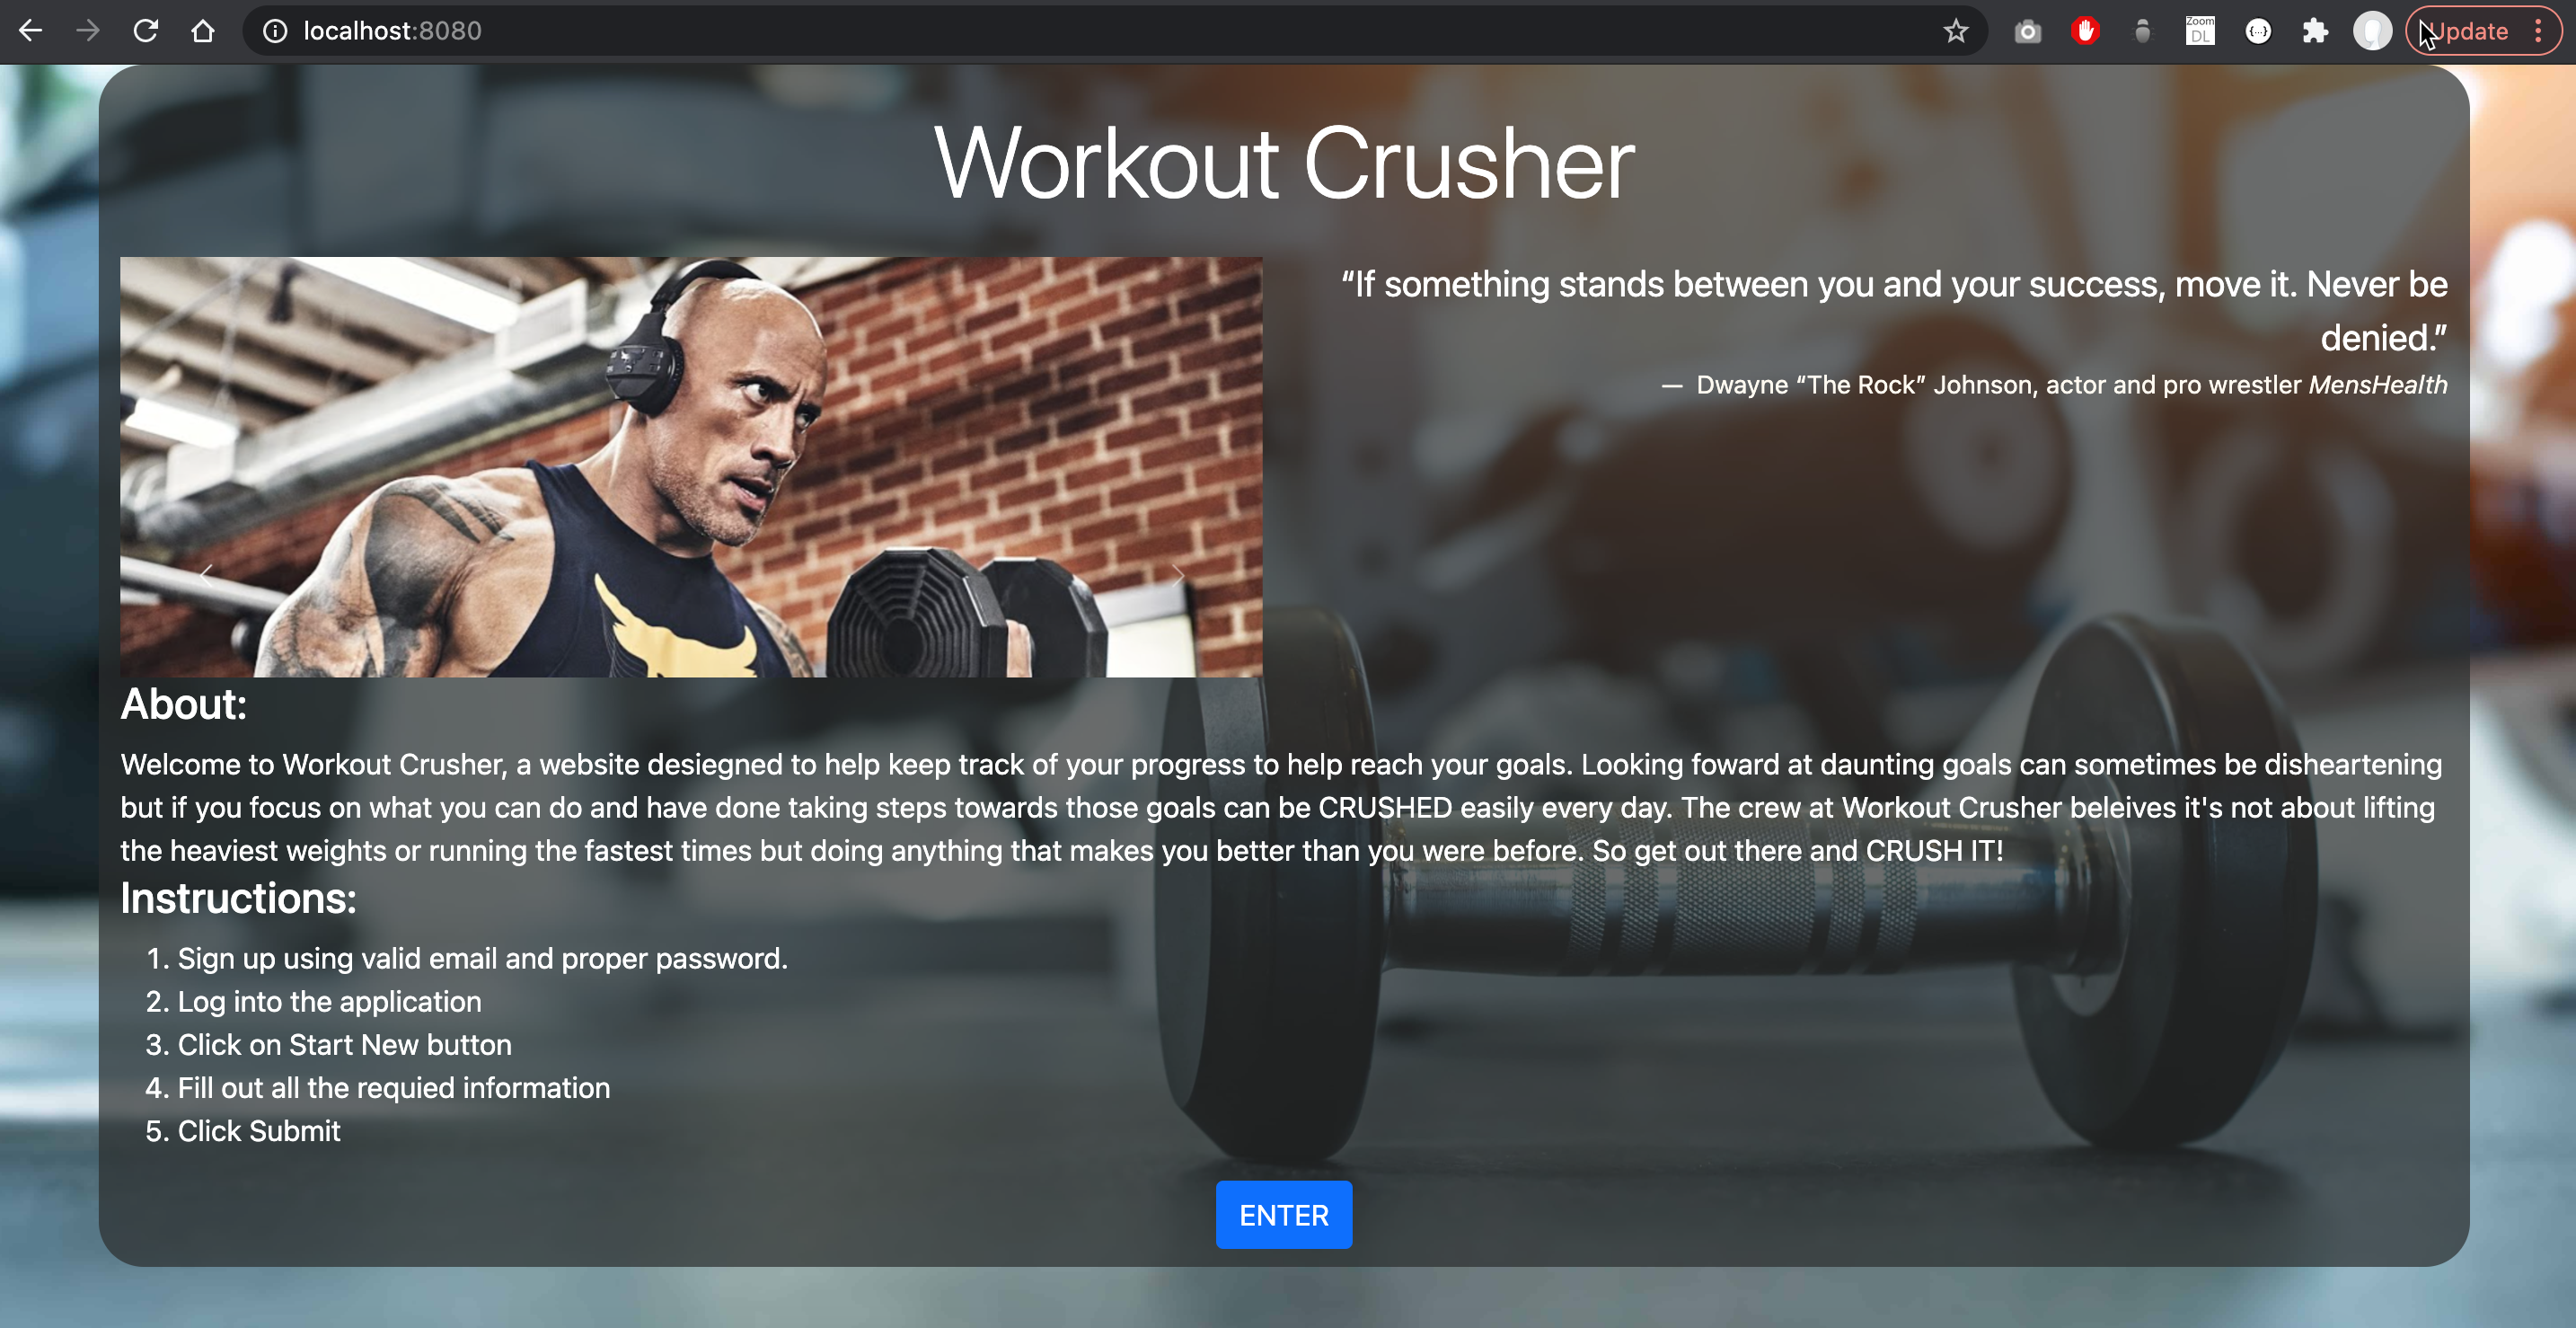 localhost:8080
Zoom
DL
Update
Workout Crusher
“If something stands between you and your success, move it. Never be
denied.”
— Dwayne “The Rock” Johnson, actor and pro wrestler MensHealth
About:
Welcome to Workout Crusher, a website desiegned to help keep track of your progress to help reach your goals. Looking foward at daunting goals can sometimes be disheartening
but if you focus on what you can do and have done taking steps towards those goals can be CRUSHED easily every day. The crew at Workout Crusher beleives it's not about lifting
the heaviest weights or running the fastest times but doing anything that makes you better than you were before. So get out there and CRUSH IT!
Instructions:
1. Sign up using valid email and proper password.
2. Log into the application
3. Click on Start New button
4. Fill out all the requied information
5. Click Submit
ENTER